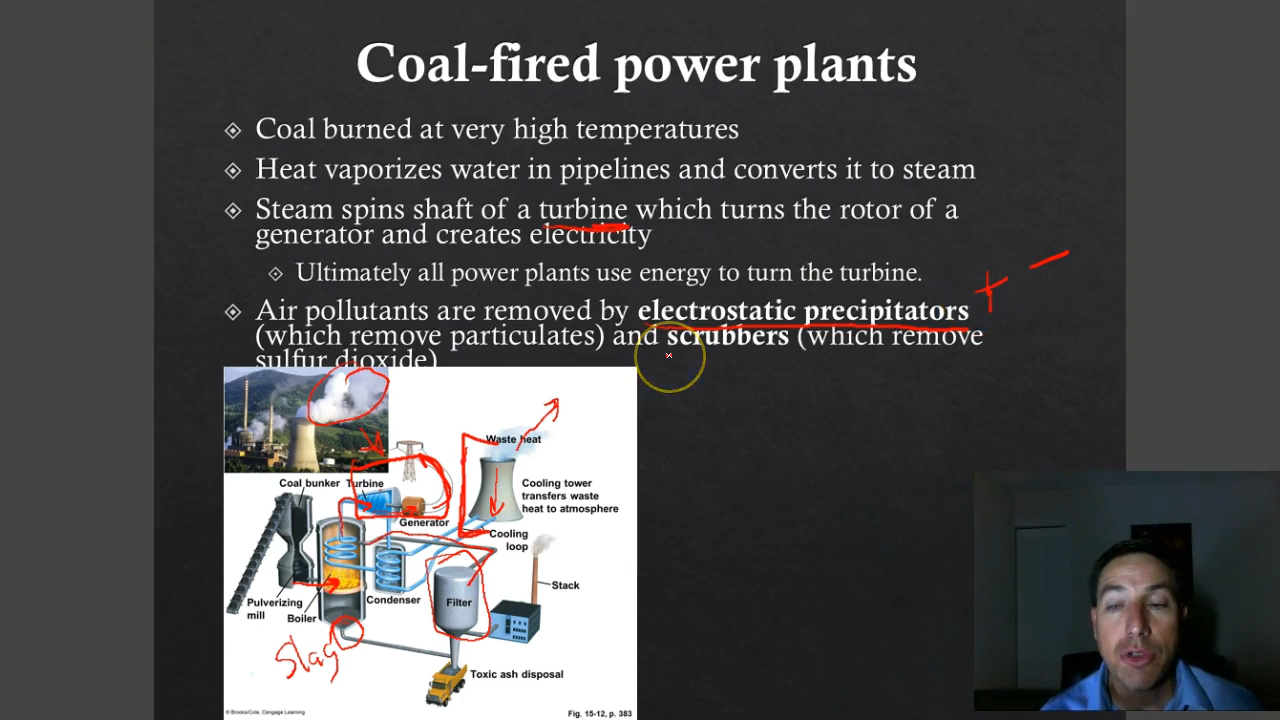 Coal-fired power plants
Coal burned at very high temperatures
Heat vaporizes water in pipelines and converts it to steam
Steam spins shaft of a turbine which turns the rotor of a
generator and creates electricity
Ultimately all power plants use energy to turn the turbine.
+ −
Air pollutants are removed by electrostatic precipitators
(which remove particulates) and scrubbers (which remove
sulfur dioxide)
Waste heat
Coal bunker
Turbine
Cooling tower
transfers waste
heat to atmosphere
Generator
Cooling
loop
Stack
Pulverizing
mill
Boiler
Condenser
Filter
Slag
Toxic ash disposal
© Brooks/Cole, Cengage Learning
Fig. 15-12, p. 383